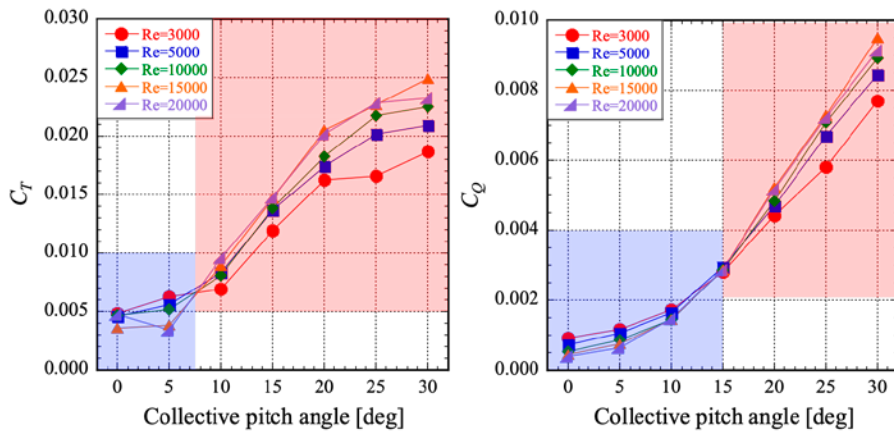 0.030
0.025
0.020
0.015
0.010
0.005
0.000
C_T
Re=3000
Re=5000
Re=10000
Re=15000
Re=20000
0 5 10 15 20 25 30
Collective pitch angle [deg]
0.010
0.008
0.006
0.004
0.002
0.000
C_Q
Re=3000
Re=5000
Re=10000
Re=15000
Re=20000
0 5 10 15 20 25 30
Collective pitch angle [deg]